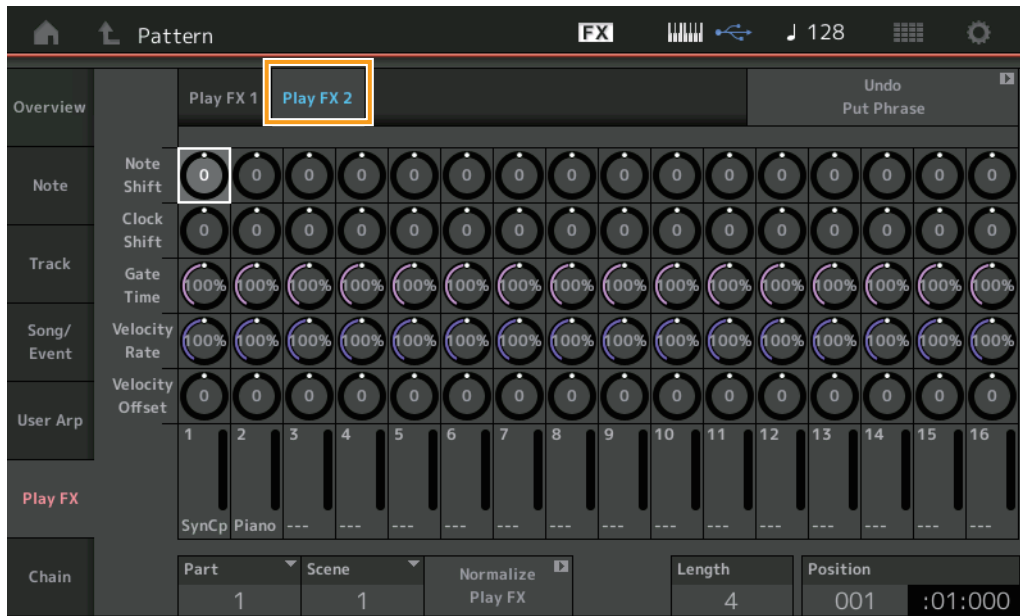 Pattern FX ♩ 128
Overview
Play FX 1 Play FX 2
Undo
Put Phrase
Note
Shift
0 0 0 0 0 0 0 0 0 0 0 0 0 0 0 0
Note
Clock
Shift
0 0 0 0 0 0 0 0 0 0 0 0 0 0 0 0
Track
Gate
Time
100% 100% 100% 100% 100% 100% 100% 100% 100% 100% 100% 100% 100% 100% 100% 100%
Song/
Event
Velocity
Rate
100% 100% 100% 100% 100% 100% 100% 100% 100% 100% 100% 100% 100% 100% 100% 100%
Velocity
Offset
0 0 0 0 0 0 0 0 0 0 0 0 0 0 0 0
User Arp
1 2 3 4 5 6 7 8 9 10 11 12 13 14 15 16
Play FX
SynCp Piano --- --- --- --- --- --- --- --- --- --- --- --- --- ---
Chain
Part Scene
1 1
Normalize
Play FX
Length
4
Position
001 :01:000